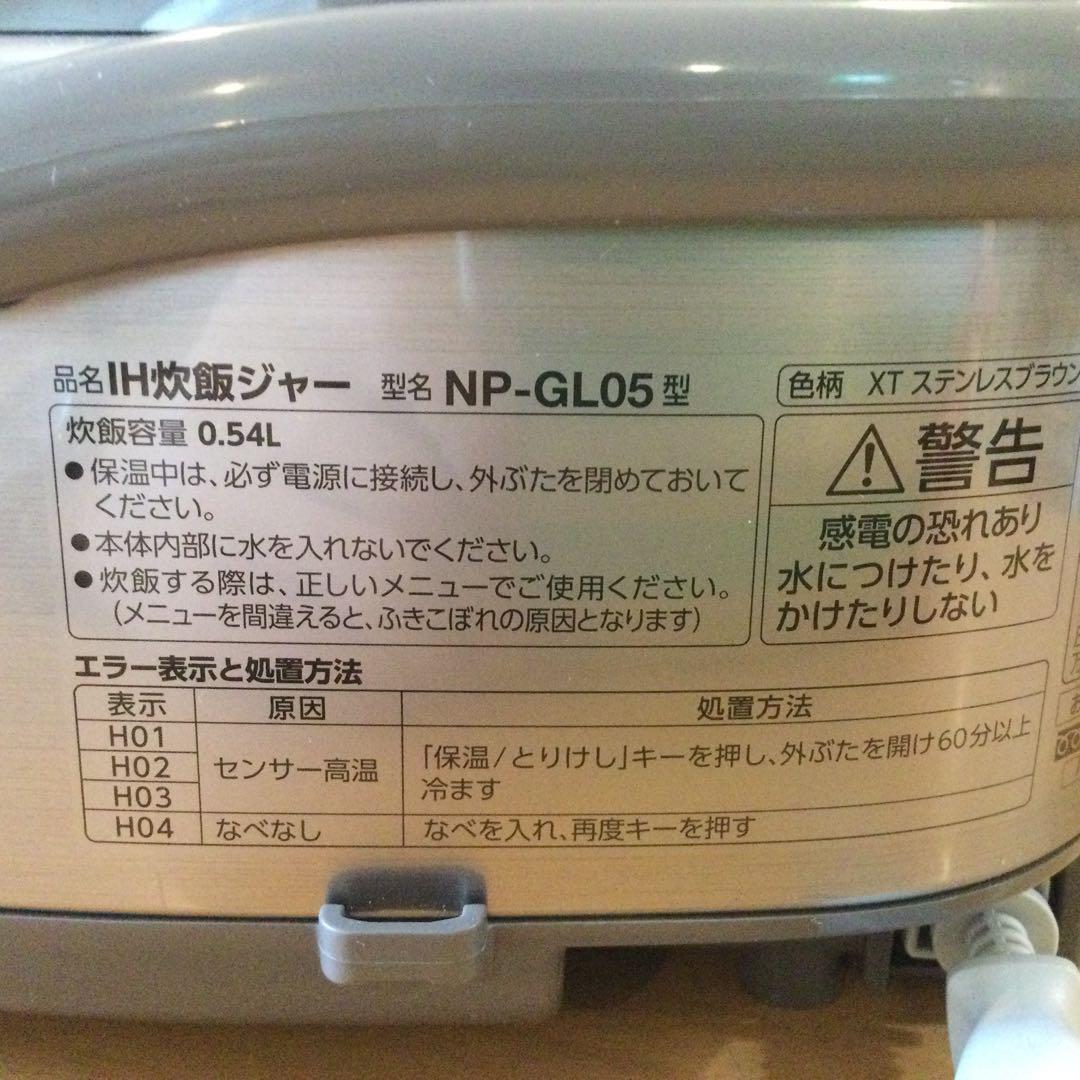 品名 IH炊飯ジャー 型名 NP-GL05型
炊飯容量 0.54L
●保温中は、必ず電源に接続し、外ぶたを閉めておいて
ください。
●本体内部に水を入れないでください。
●炊飯する際は、正しいメニューでご使用ください。
(メニューを間違えると、ふきこぼれの原因となります)
色柄 XT ステンレスブラウン
警告
感電の恐れあり
水につけたり、水を
かけたりしない
エラー表示と処置方法
表示 原因 処置方法
H01
H02
H03
センサー高温
「保温/とりけし」キーを押し、外ぶたを開け60分以上
冷ます
H04 なべなし なべを入れ、再度キーを押す